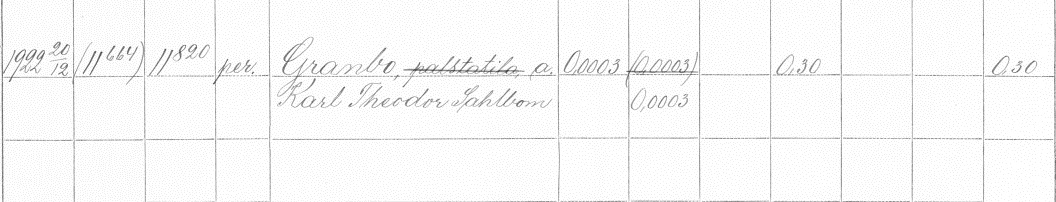 1922 20/12 (11664) 11820 per. Granbo, palstatila, a. 0,0003 (0,0003) 0,30 0,30
Karl Theodor Sahlbom 0,0003